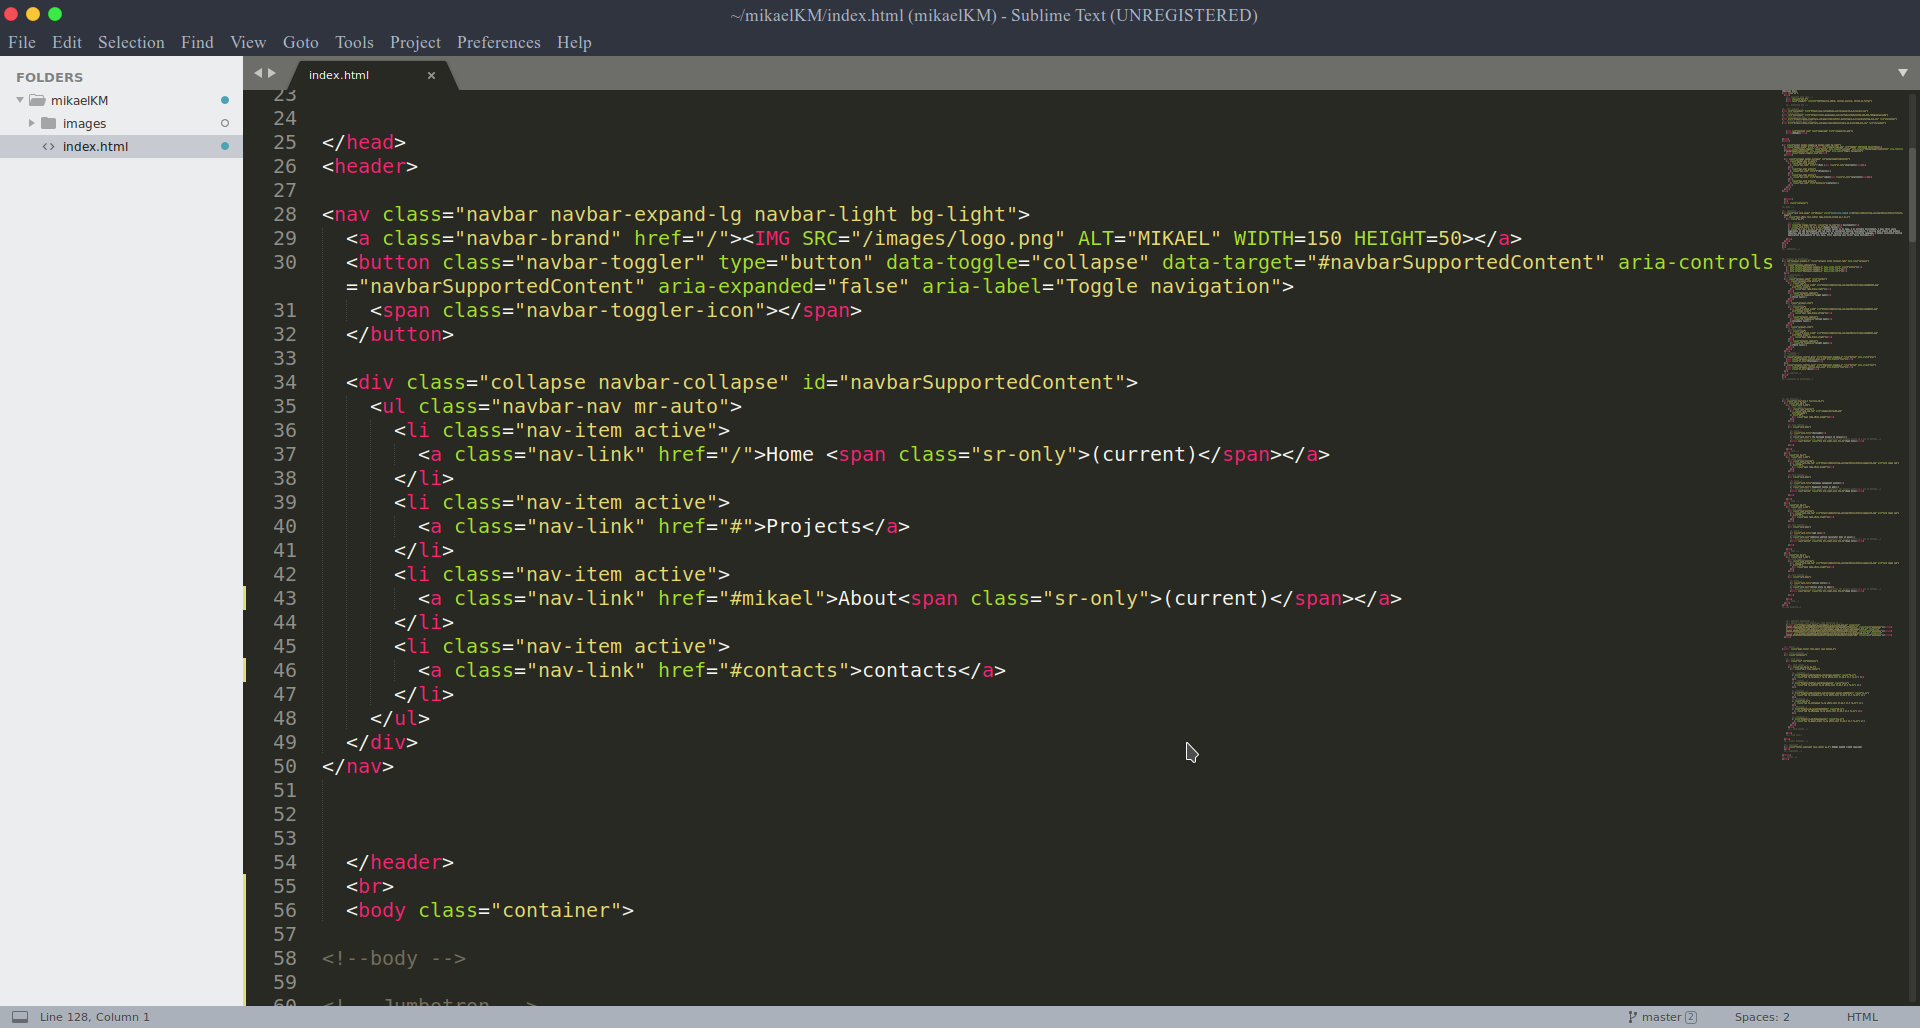 ~/mikaelKM/index.html (mikaelKM) - Sublime Text (UNREGISTERED)
File Edit Selection Find View Goto Tools Project Preferences Help
FOLDERS
mikaelKM
images
index.html
index.html
23
24
25 </head>
26 <header>
27
28 <nav class="navbar navbar-expand-lg navbar-light bg-light">
29 <a class="navbar-brand" href="/"><IMG SRC="/images/logo.png" ALT="MIKAEL" WIDTH=150 HEIGHT=50></a>
30 <button class="navbar-toggler" type="button" data-toggle="collapse" data-target="#navbarSupportedContent" aria-controls
="navbarSupportedContent" aria-expanded="false" aria-label="Toggle navigation">
31 <span class="navbar-toggler-icon"></span>
32 </button>
33
34 <div class="collapse navbar-collapse" id="navbarSupportedContent">
35 <ul class="navbar-nav mr-auto">
36 <li class="nav-item active">
37 <a class="nav-link" href="/">Home <span class="sr-only">(current)</span></a>
38 </li>
39 <li class="nav-item active">
40 <a class="nav-link" href="#">Projects</a>
41 </li>
42 <li class="nav-item active">
43 <a class="nav-link" href="#mikael">About<span class="sr-only">(current)</span></a>
44 </li>
45 <li class="nav-item active">
46 <a class="nav-link" href="#contacts">contacts</a>
47 </li>
48 </ul>
49 </div>
50 </nav>
51
52
53
54 </header>
55 <br>
56 <body class="container">
57
58 <!--body -->
59
60 <!-- Jumbotron -->
Line 128, Column 1
master 2
Spaces: 2
HTML